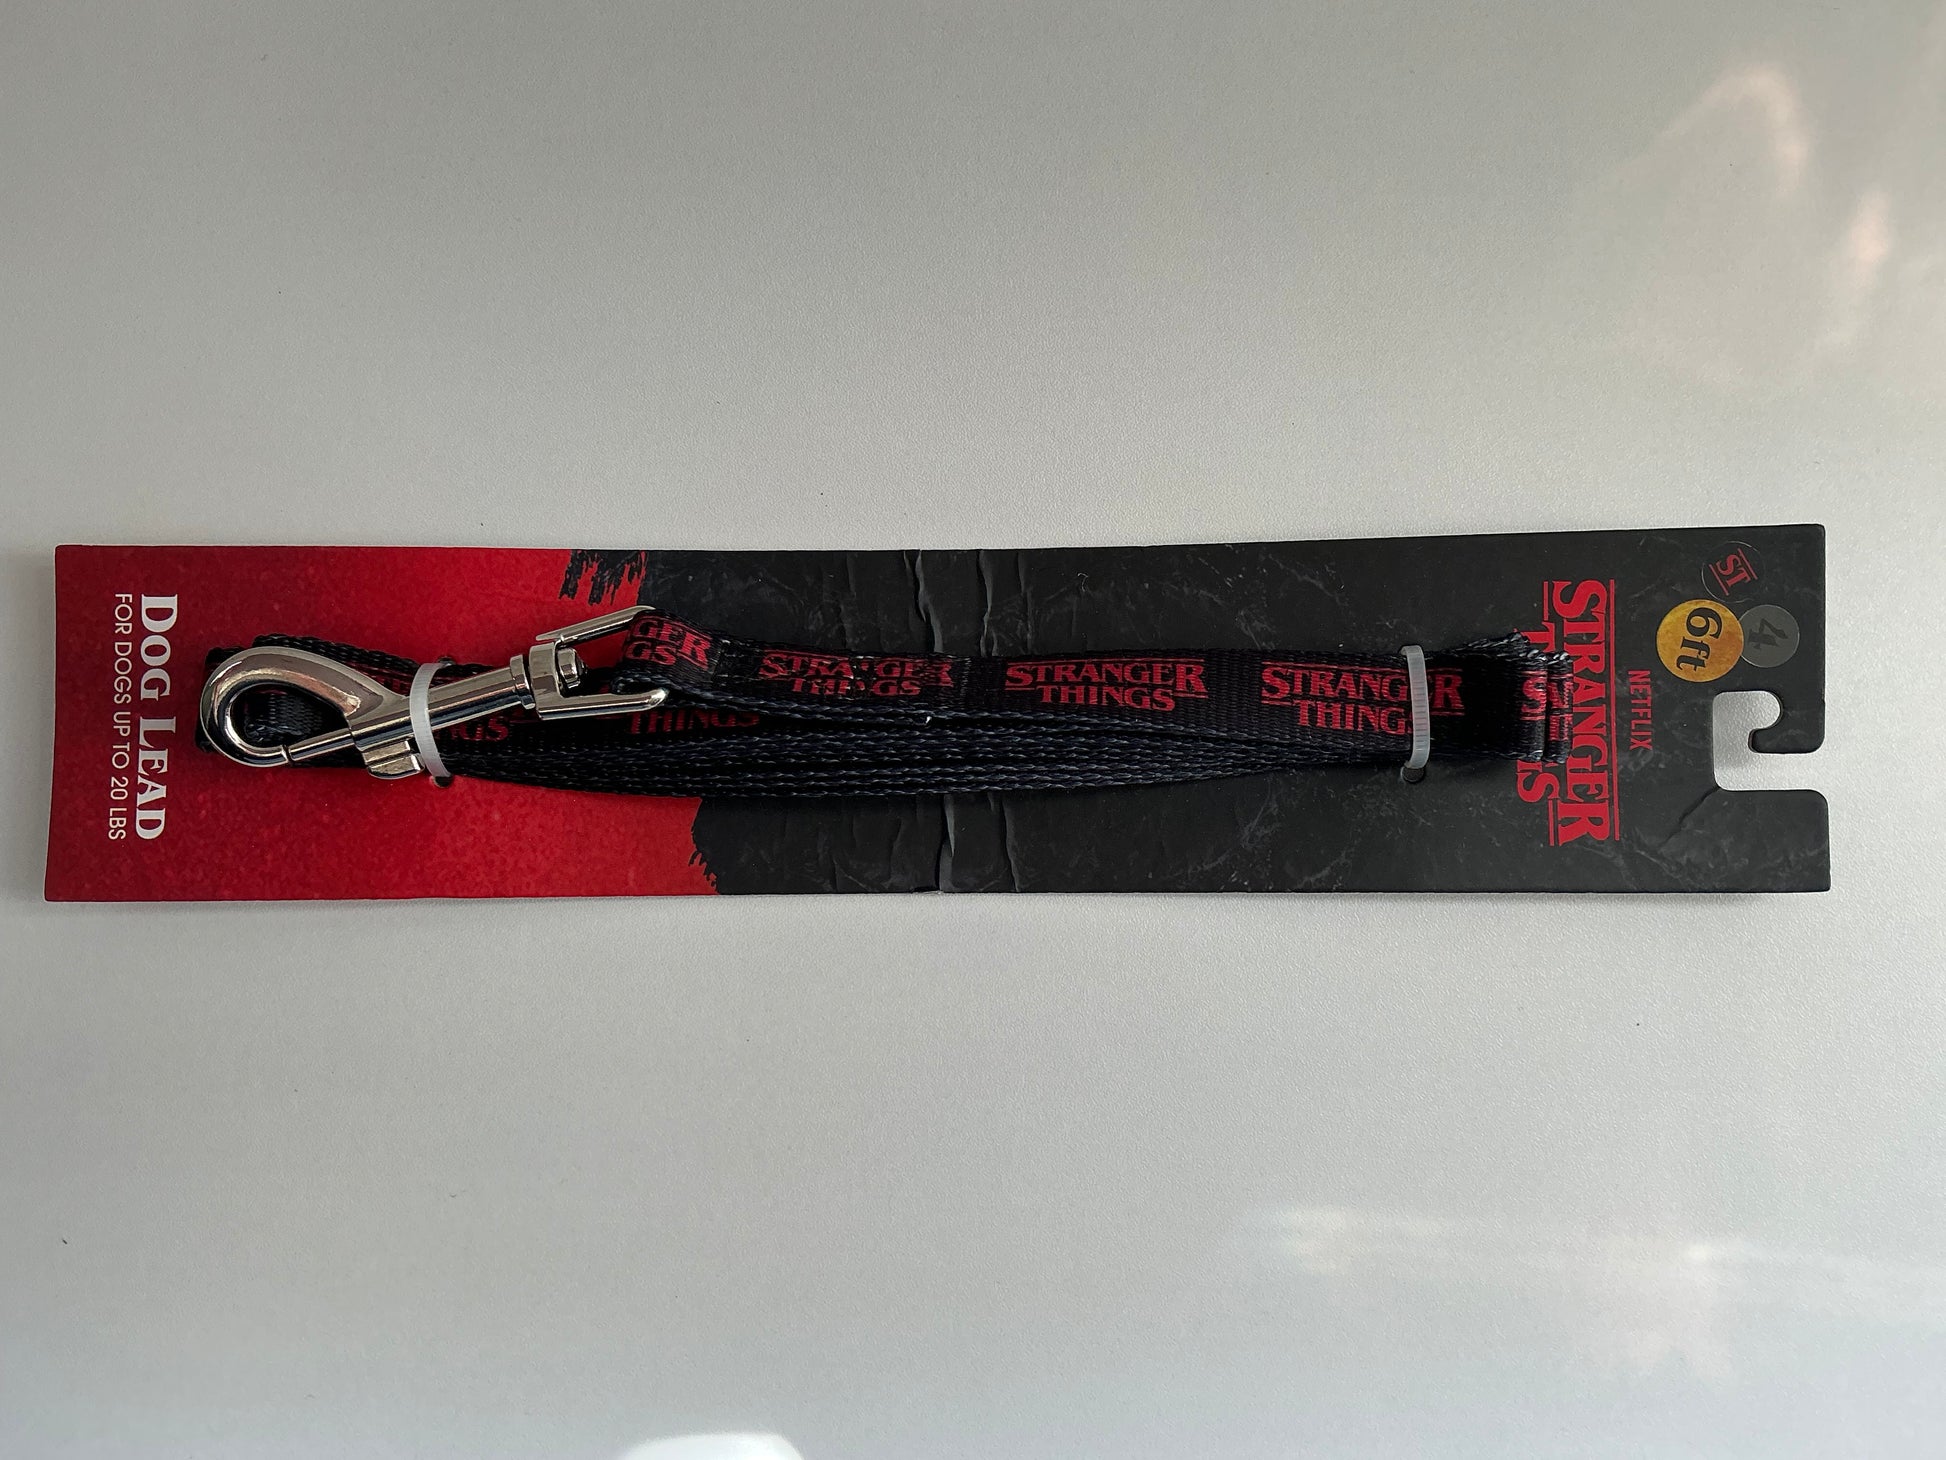 ST
4
6ft
NETFLIX
STRANGER
THINGS
STRANGER
THINGS
STRANGER
THINGS
STRANGER
THINGS
THINGS
DOG LEAD
FOR DOGS UP TO 20 LBS